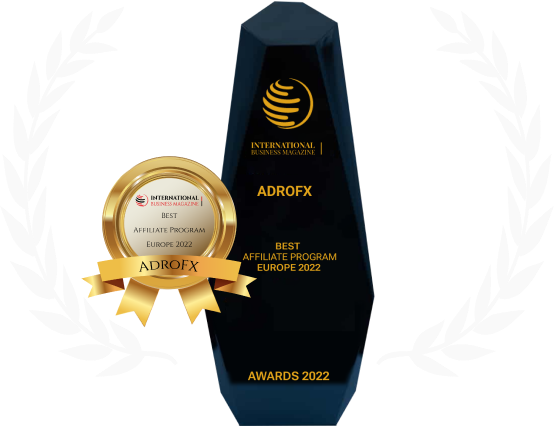 INTERNATIONAL
BUSINESS MAGAZINE
ADROFX
BEST
AFFILIATE PROGRAM
EUROPE 2022
AWARDS 2022
INTERNATIONAL
BUSINESS MAGAZINE
BEST
AFFILIATE PROGRAM
EUROPE 2022
ADROFX